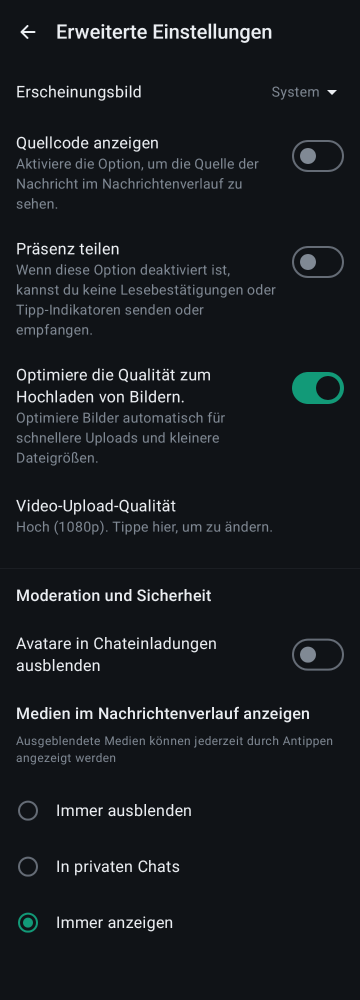 Erweiterte Einstellungen
Erscheinungsbild
System
Quellcode anzeigen
Aktiviere die Option, um die Quelle der
Nachricht im Nachrichtenverlauf zu
sehen.
Präsenz teilen
Wenn diese Option deaktiviert ist,
kannst du keine Lesebestätigungen oder
Tipp-Indikatoren senden oder
empfangen.
Optimiere die Qualität zum
Hochladen von Bildern.
Optimiere Bilder automatisch für
schnellere Uploads und kleinere
Dateigrößen.
Video-Upload-Qualität
Hoch (1080p). Tippe hier, um zu ändern.
Moderation und Sicherheit
Avatare in Chateinladungen
ausblenden
Medien im Nachrichtenverlauf anzeigen
Ausgeblendete Medien können jederzeit durch Antippen
angezeigt werden
Immer ausblenden
In privaten Chats
Immer anzeigen